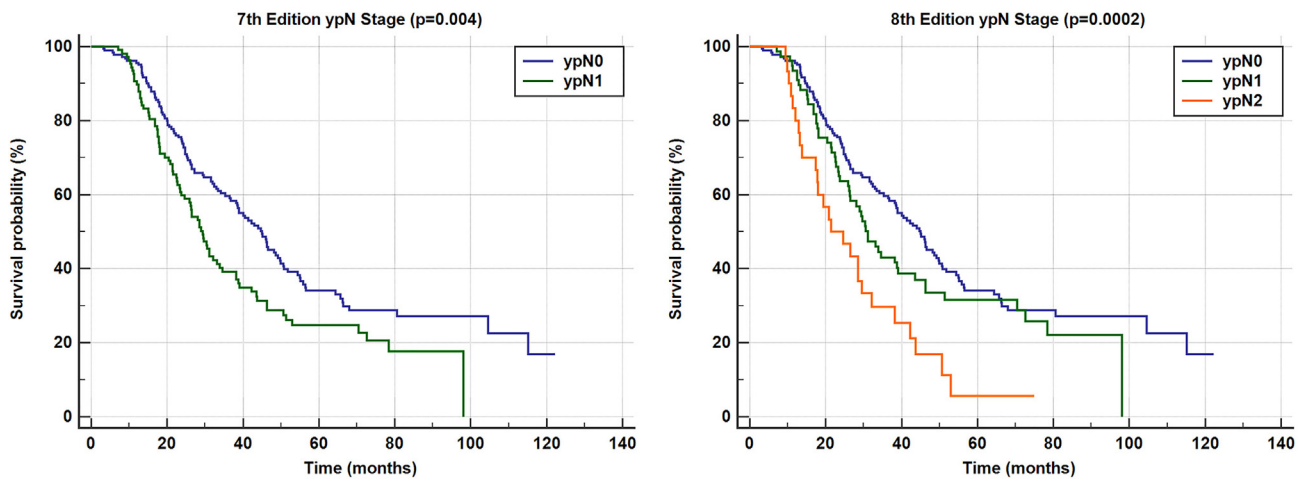 7th Edition ypN Stage (p=0.004)
100
80
60
40
20
0
Survival probability (%)
ypN0
ypN1
0 20 40 60 80 100 120 140
Time (months)
8th Edition ypN Stage (p=0.0002)
100
80
60
40
20
0
Survival probability (%)
ypN0
ypN1
ypN2
0 20 40 60 80 100 120 140
Time (months)